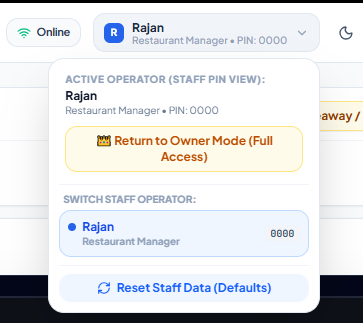 Online
R
Rajan
Restaurant Manager • PIN: 0000
ACTIVE OPERATOR (STAFF PIN VIEW):
Rajan
Restaurant Manager • PIN: 0000
eaway /
👑 Return to Owner Mode (Full
Access)
SWITCH STAFF OPERATOR:
Rajan
0000
Restaurant Manager
Reset Staff Data (Defaults)